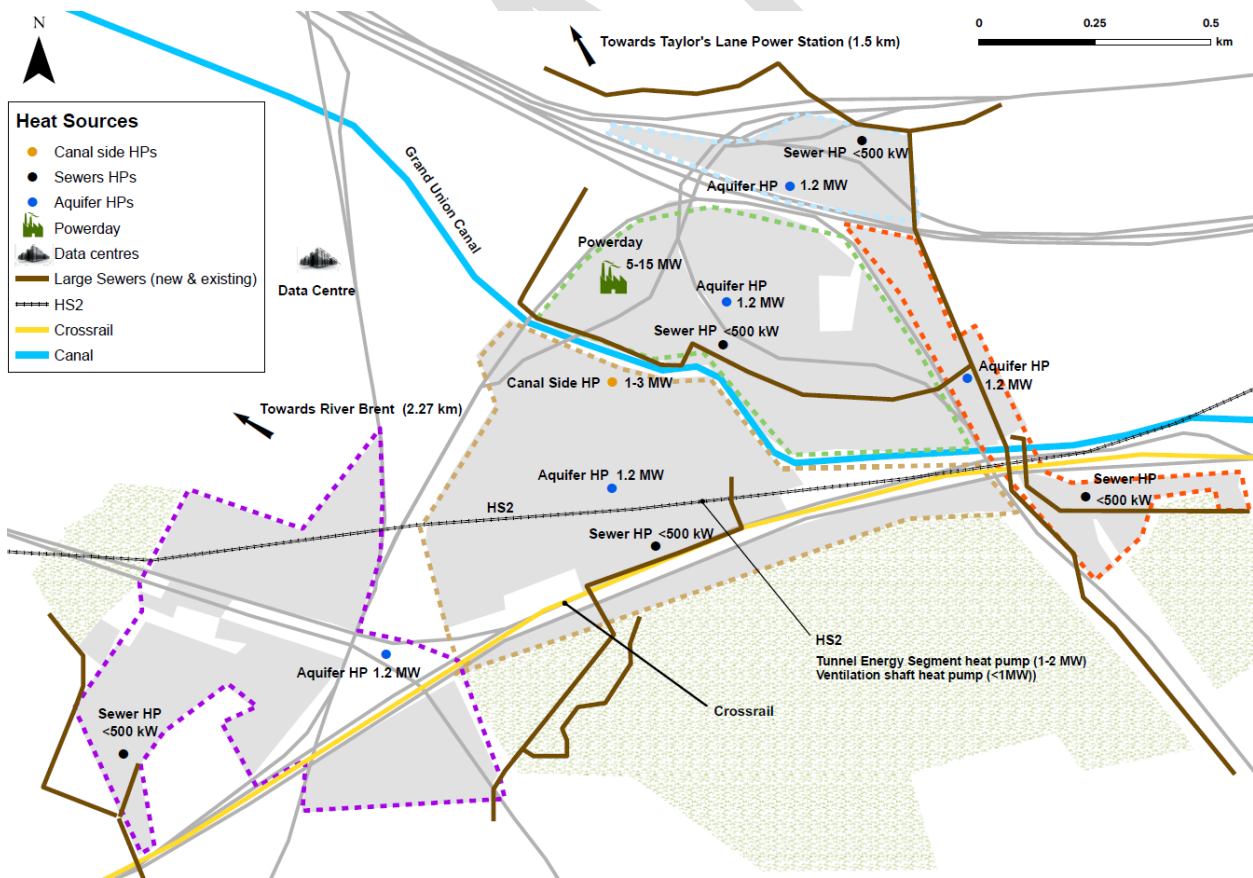 N
Towards Taylor's Lane Power Station (1.5 km)
0 0.25 0.5
km
Heat Sources
Canal side HPs
Sewers HPs
Aquifer HPs
Powerday
Data centres
Large Sewers (new & existing)
HS2
Crossrail
Canal
Grand Union Canal
Sewer HP <500 kW
Aquifer HP 1.2 MW
Powerday
5-15 MW
Data Centre
Aquifer HP
1.2 MW
Sewer HP <500 kW
Canal Side HP 1-3 MW
Aquifer HP
1.2 MW
Towards River Brent (2.27 km)
Aquifer HP 1.2 MW
Sewer HP
<500 kW
HS2
Sewer HP <500 kW
HS2
Tunnel Energy Segment heat pump (1-2 MW)
Ventilation shaft heat pump (<1MW))
Aquifer HP 1.2 MW
Crossrail
Sewer HP
<500 kW